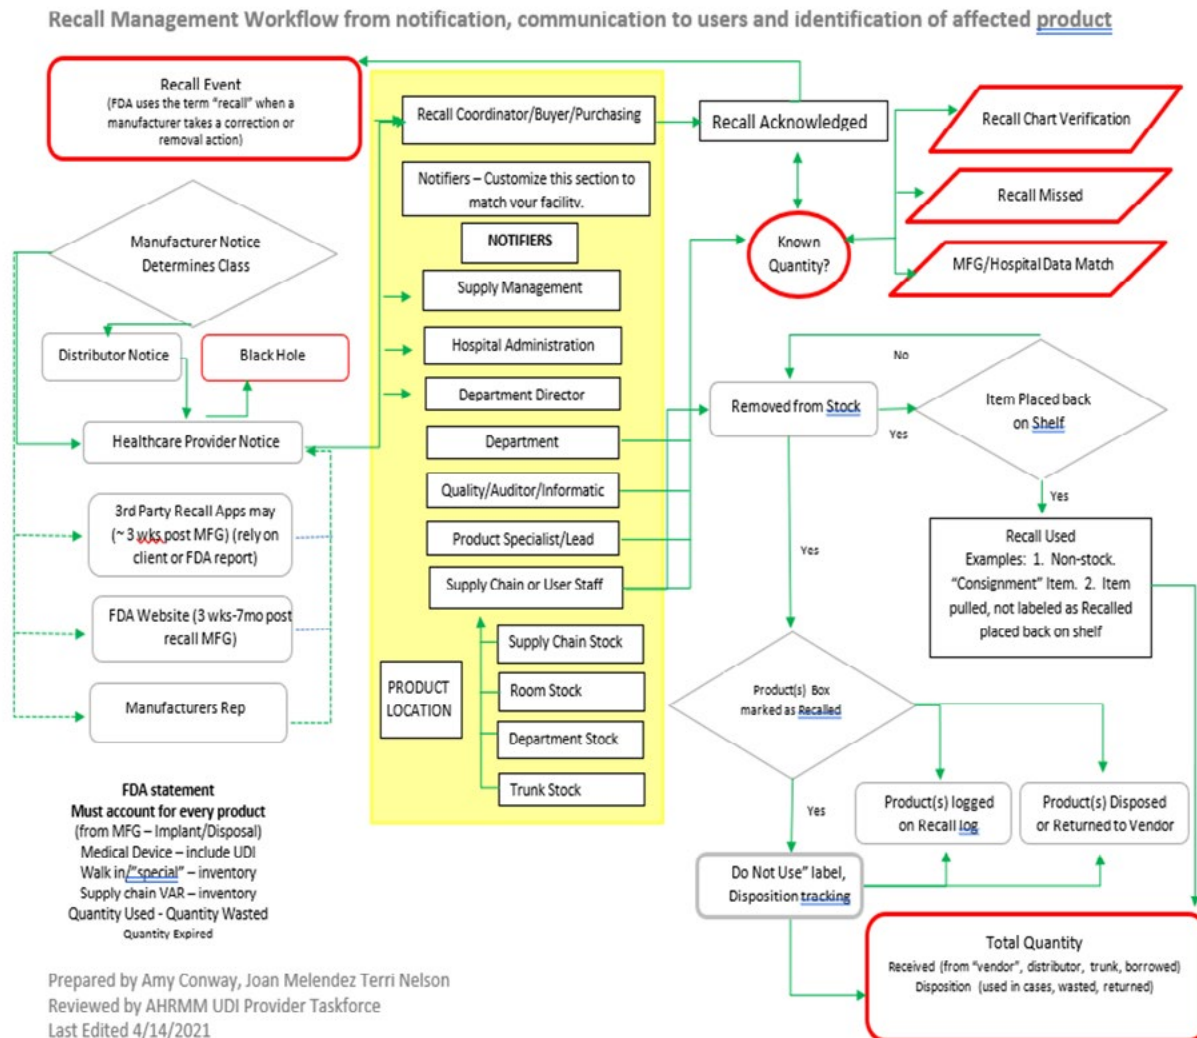 Recall Management Workflow from notification, communication to users and identification of affected product
Recall Event
(FDA uses the term “recall” when a
manufacturer takes a correction or
removal action)
Manufacturer Notice
Determines Class
Distributor Notice
Black Hole
Healthcare Provider Notice
3rd Party Recall Apps may
(~ 3 wks post MFG) (rely on
client or FDA report)
FDA Website (3 wks-7mo post
recall MFG)
Manufacturers Rep
FDA statement
Must account for every product
(from MFG – Implant/Disposal)
Medical Device – include UDI
Walk in/”special” – inventory
Supply chain VAR – inventory
Quantity Used - Quantity Wasted
Quantity Expired
Recall Coordinator/Buyer/Purchasing
Notifiers – Customize this section to
match your facility.
NOTIFIERS
Supply Management
Hospital Administration
Department Director
Department
Quality/Auditor/Informatic
Product Specialist/Lead
Supply Chain or User Staff
PRODUCT
LOCATION
Supply Chain Stock
Room Stock
Department Stock
Trunk Stock
Recall Acknowledged
Known
Quantity?
Recall Chart Verification
Recall Missed
MFG/Hospital Data Match
No
Removed from Stock
Yes
Item Placed back
on Shelf
Yes
Recall Used
Examples: 1. Non-stock.
“Consignment” Item. 2. Item
pulled, not labeled as Recalled
placed back on shelf
Yes
Product(s) Box
marked as Recalled
Yes
Product(s) logged
on Recall log
Product(s) Disposed
or Returned to Vendor
Do Not Use” label,
Disposition tracking
Total Quantity
Received (from “vendor”, distributor, trunk, borrowed)
Disposition (used in cases, wasted, returned)
Prepared by Amy Conway, Joan Melendez Terri Nelson
Reviewed by AHRMM UDI Provider Taskforce
Last Edited 4/14/2021